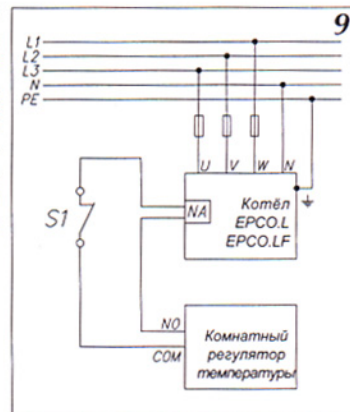 9
L1
L2
L3
N
PE
U V W N
NA
Котёл
EPCO.L
EPCO.LF
S1
NO
COM
Комнатный
регулятор
температуры